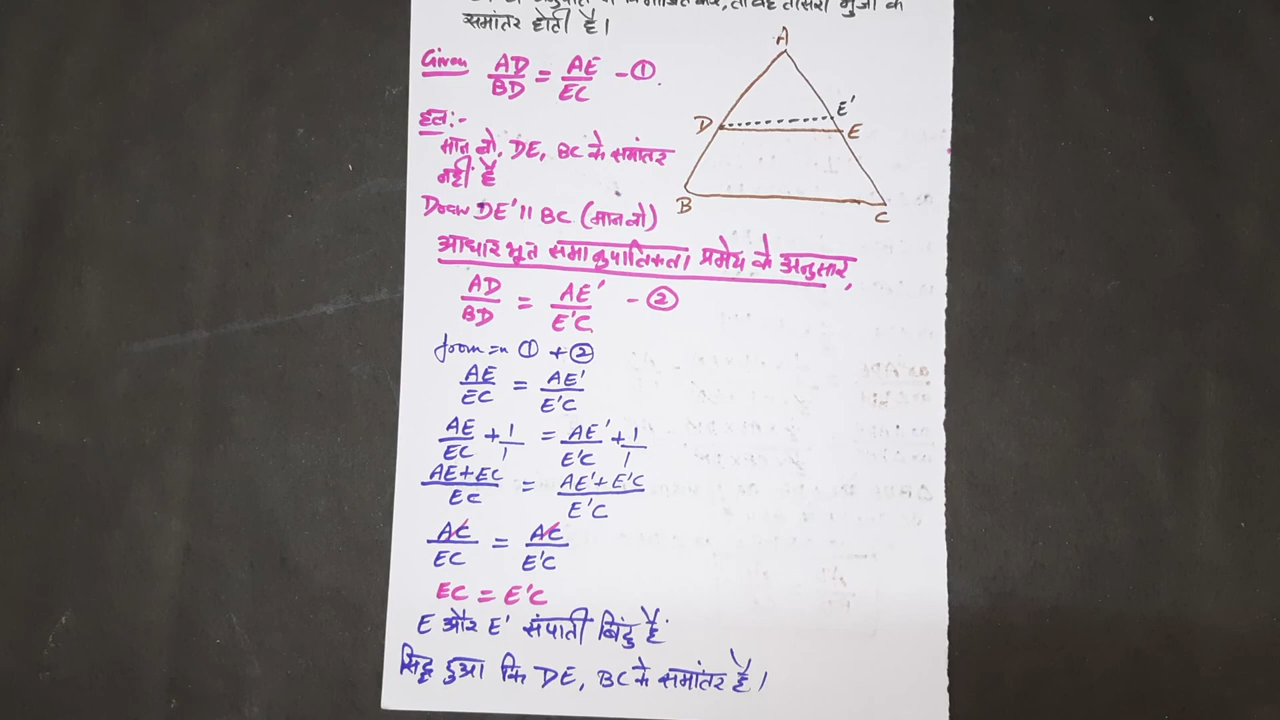 समांतर होती है।
Given AD/BD = AE/EC - ①
हल:-
मान लो, DE, BC के समांतर
नहीं है
Draw DE' || BC (मान लो)
आधारभूत समानुपातिकता प्रमेय के अनुसार,
AD/BD = AE'/E'C - ②
from =n ① + ②
AE/EC = AE'/E'C
AE/EC + 1/1 = AE'/E'C + 1/1
AE+EC/EC = AE'+E'C/E'C
AC/EC = AC/E'C
EC = E'C
E और E' संपाती बिंदु हैं
सिद्ध हुआ कि DE, BC के समांतर है।
A
D
E'
E
B
C